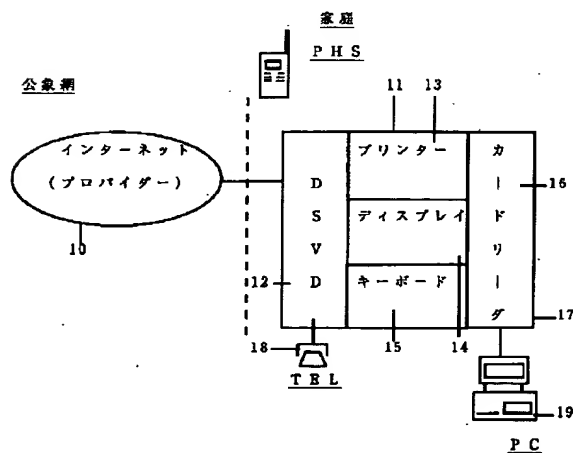 家庭
PHS
公象網
11 13
インターネット
(プロバイダー)
10
プリンター
カードリーダ
16
DSVD
ディスプレイ
12
キーボード
17
18
15 14
TEL
19
PC